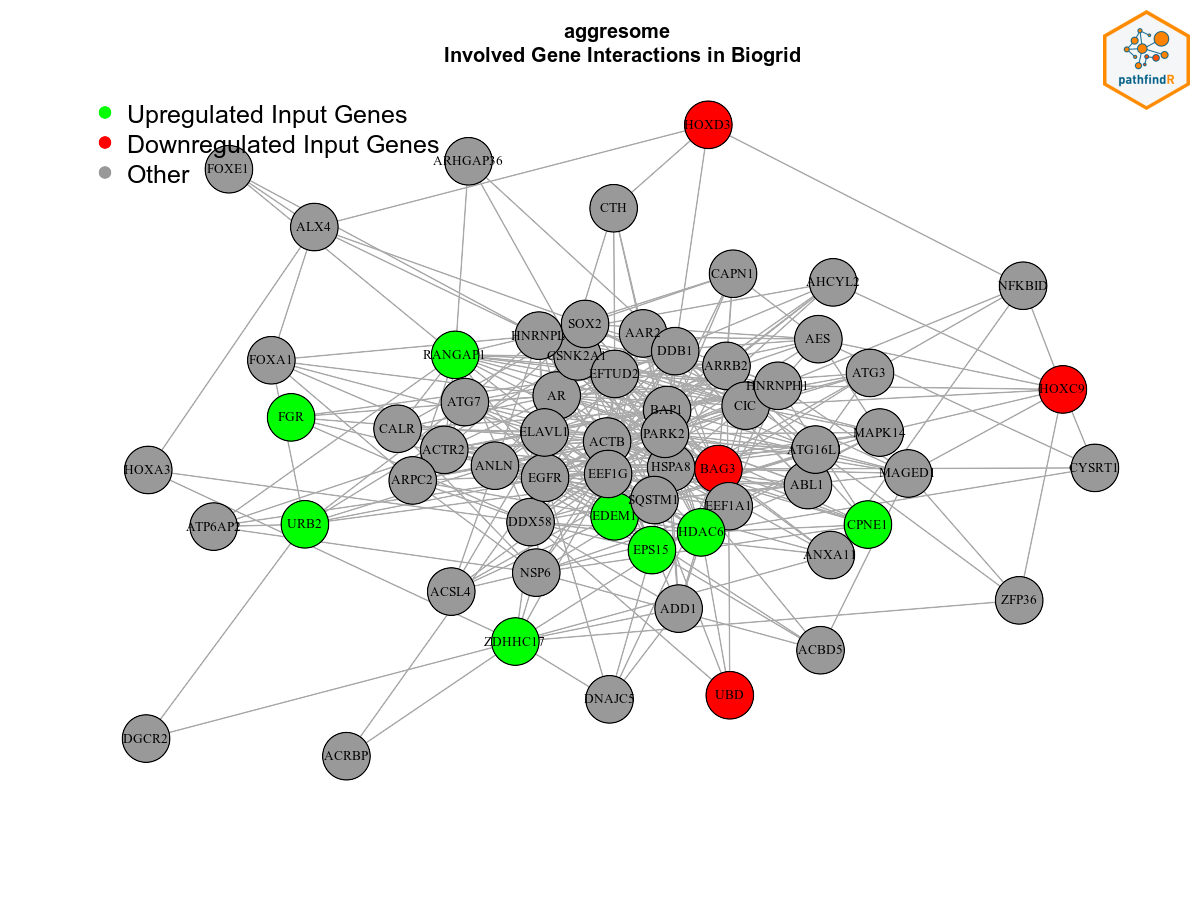 aggresome
Involved Gene Interactions in Biogrid
pathfindR
Upregulated Input Genes
Downregulated Input Genes
Other
HOXD3
FOXE1
ARHGAP36
CTH
ALX4
CAPN1
AHCYL2
NFKBID
SOX2
HNRNPL
AAR2
AES
DDB1
RANGAP1
CSNK2A1
FOXA1
EFTUD2
ARRB2
ATG3
HNRNPH1
HOXC9
AR
ATG7
CIC
BAP1
FGR
CALR
ELAVL1
PARK2
MAPK14
ACTB
ACTR2
ATG16L1
ANLN
HSPA8
BAG3
CYSRT1
HOXA3
EEF1G
MAGED1
ARPC2
EGFR
ABL1
SQSTM1
EEF1A1
EDEM1
DDX58
URB2
CPNE1
ATP6AP2
HDAC6
EPS15
ANXA11
NSP6
ACSL4
ZFP36
ADD1
ZDHHC17
ACBD5
UBD
DNAJC5
DGCR2
ACRBP